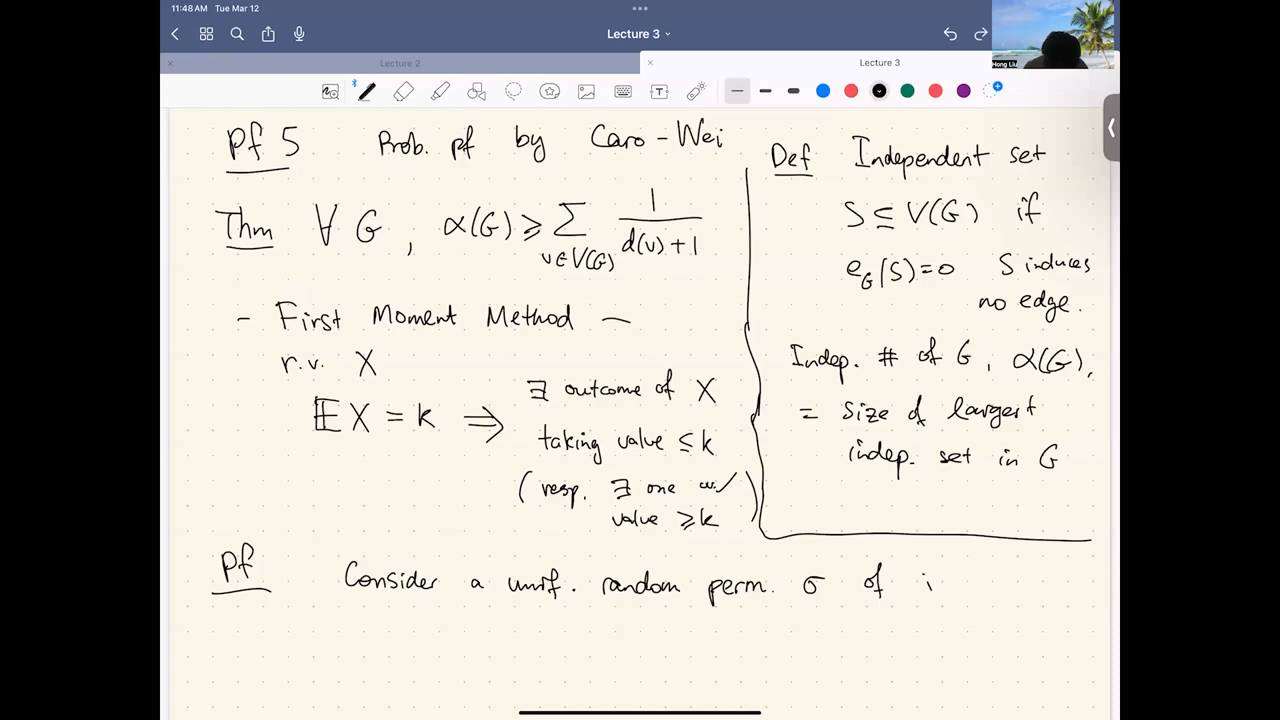 11:48 AM Tue Mar 12
Lecture 3
Lecture 2
Lecture 3
Hong Liu
Pf 5 Prob. pf by Caro-Wei
Thm ∀ G, α(G) ≥ ∑_{v∈V(G)} 1/(d(v)+1)
- First Moment Method -
r.v. X
𝔼X = k ⇒ ∃ outcome of X
taking value ≤ k
(resp. ∃ one w/
value ≥ k)
Def Independent set
S ⊆ V(G) if
e_G(S)=0 S induces
no edge.
Indep. # of G, α(G),
= size of largest
indep. set in G
Pf Consider a unif. random perm. σ of i